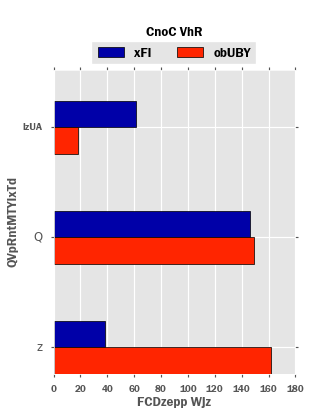 CnoC VhR
xFI
obUBY
QVpRntMTYlxTd
IzUA
Q
z
0 20 40 60 80 100 120 140 160 180
FCDzepp WJz